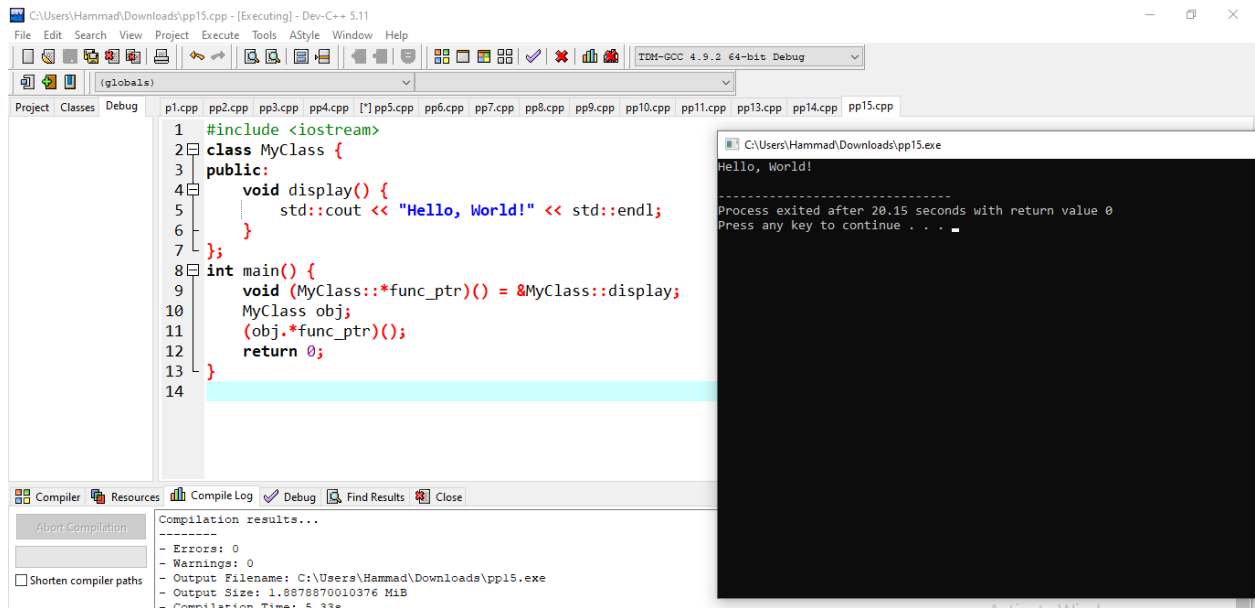 C:\Users\Hammad\Downloads\pp15.cpp - [Executing] - Dev-C++ 5.11
File Edit Search View Project Execute Tools AStyle Window Help
TDM-GCC 4.9.2 64-bit Debug
(globals)
Project Classes Debug p1.cpp pp2.cpp pp3.cpp pp4.cpp [*] pp5.cpp pp6.cpp pp7.cpp pp8.cpp pp9.cpp pp10.cpp pp11.cpp pp13.cpp pp14.cpp pp15.cpp
1 #include <iostream>
2 class MyClass {
3 public:
4 void display() {
5 std::cout << "Hello, World!" << std::endl;
6 }
7 };
8 int main() {
9 void (MyClass::*func_ptr)() = &MyClass::display;
10 MyClass obj;
11 (obj.*func_ptr)();
12 return 0;
13 }
14
C:\Users\Hammad\Downloads\pp15.exe
Hello, World!
--------------------------------
Process exited after 20.15 seconds with return value 0
Press any key to continue . . .
Compiler Resources Compile Log Debug Find Results Close
Abort Compilation
Shorten compiler paths
Compilation results...
--------
- Errors: 0
- Warnings: 0
- Output Filename: C:\Users\Hammad\Downloads\pp15.exe
- Output Size: 1.8878870010376 MiB
- Compilation Time: 5.33s